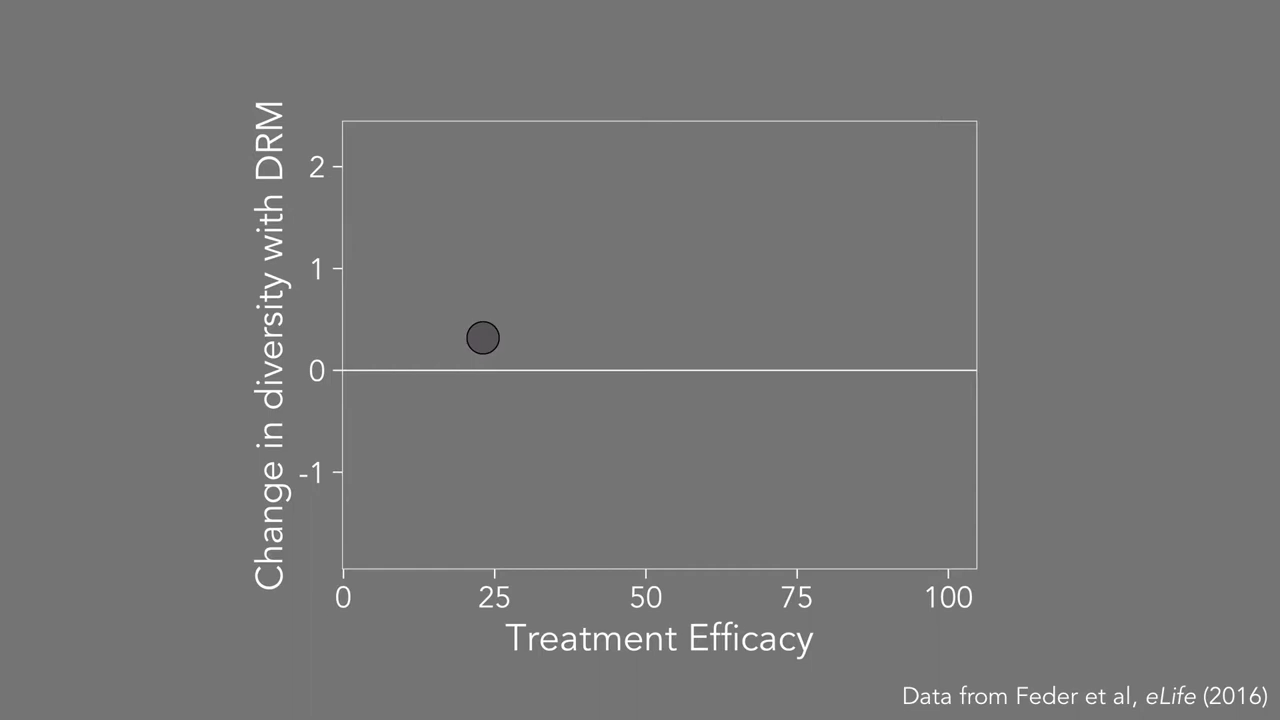 Change in diversity with DRM
2
1
0
-1
0 25 50 75 100
Treatment Efficacy
Data from Feder et al, eLife (2016)